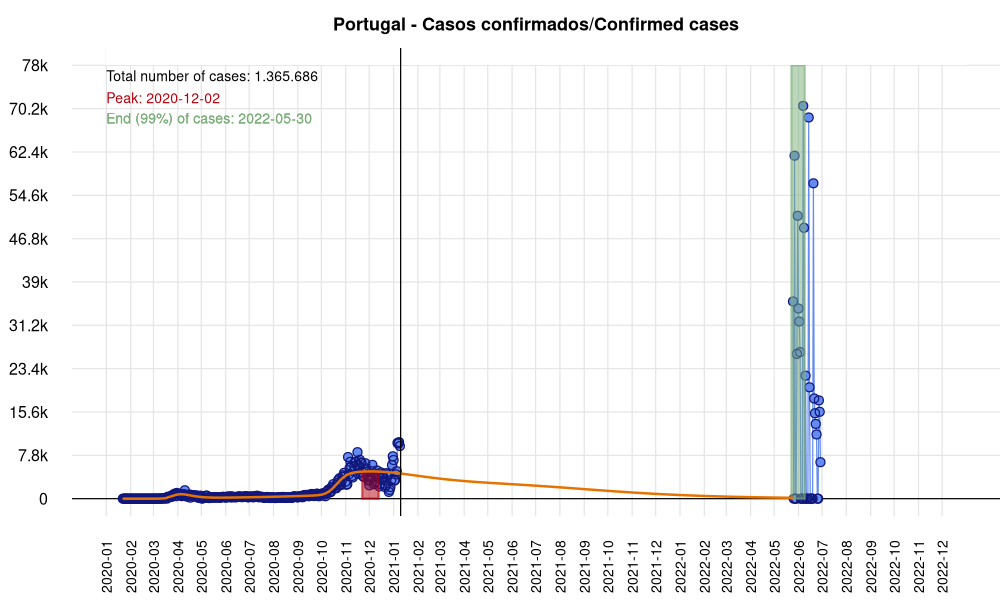 Portugal - Casos confirmados/Confirmed cases
Total number of cases: 1.365.686
Peak: 2020-12-02
End (99%) of cases: 2022-05-30
78k
70.2k
62.4k
54.6k
46.8k
39k
31.2k
23.4k
15.6k
7.8k
0
2020-01
2020-02
2020-03
2020-04
2020-05
2020-06
2020-07
2020-08
2020-09
2020-10
2020-11
2020-12
2021-01
2021-02
2021-03
2021-04
2021-05
2021-06
2021-07
2021-08
2021-09
2021-10
2021-11
2021-12
2022-01
2022-02
2022-03
2022-04
2022-05
2022-06
2022-07
2022-08
2022-09
2022-10
2022-11
2022-12